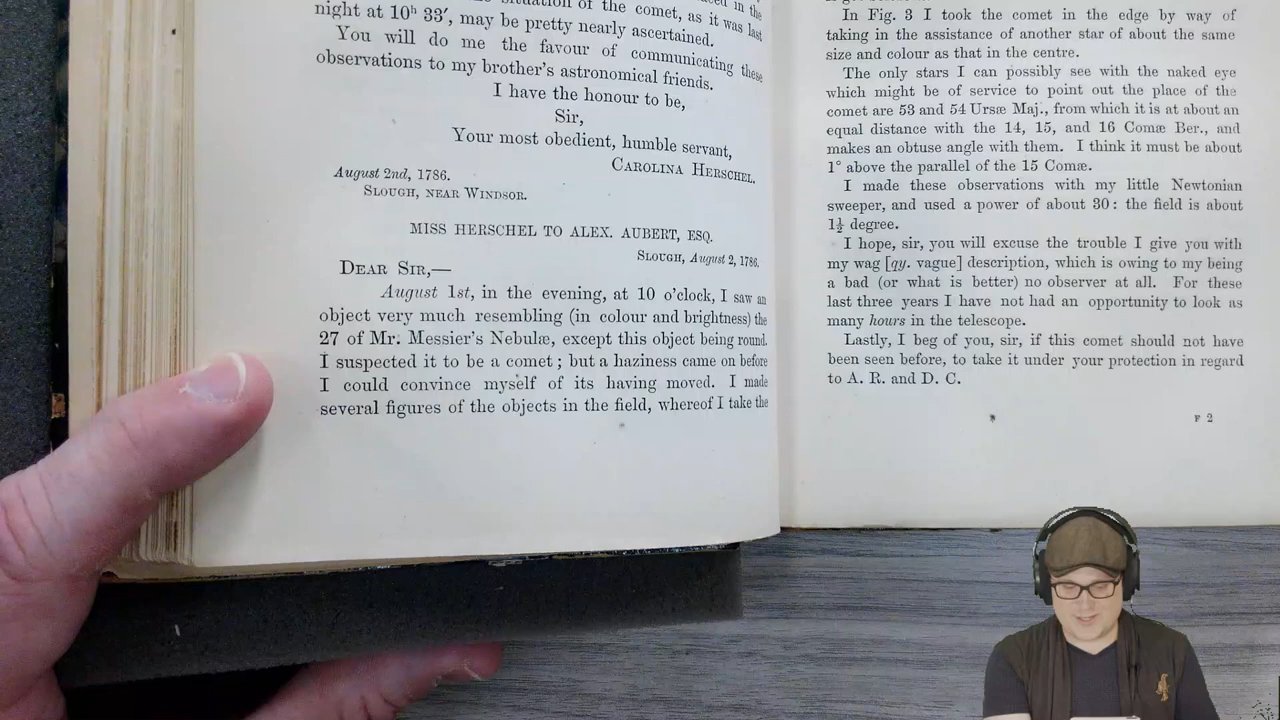 situation of the comet, as it was last
night at 10ʰ 33′, may be pretty nearly ascertained.
You will do me the favour of communicating these
observations to my brother's astronomical friends.
I have the honour to be,
Sir,
Your most obedient, humble servant,
CAROLINA HERSCHEL.
August 2nd, 1786.
SLOUGH, NEAR WINDSOR.
MISS HERSCHEL TO ALEX. AUBERT, ESQ.
SLOUGH, August 2, 1786.
DEAR SIR,—
August 1st, in the evening, at 10 o'clock, I saw an
object very much resembling (in colour and brightness) the
27 of Mr. Messier's Nebulæ, except this object being round.
I suspected it to be a comet; but a haziness came on before
I could convince myself of its having moved. I made
several figures of the objects in the field, whereof I take the
In Fig. 3 I took the comet in the edge by way of
taking in the assistance of another star of about the same
size and colour as that in the centre.
The only stars I can possibly see with the naked eye
which might be of service to point out the place of the
comet are 53 and 54 Ursæ Maj., from which it is at about an
equal distance with the 14, 15, and 16 Comæ Ber., and
makes an obtuse angle with them. I think it must be about
1° above the parallel of the 15 Comæ.
I made these observations with my little Newtonian
sweeper, and used a power of about 30: the field is about
1½ degree.
I hope, sir, you will excuse the trouble I give you with
my wag [qy. vague] description, which is owing to my being
a bad (or what is better) no observer at all. For these
last three years I have not had an opportunity to look as
many hours in the telescope.
Lastly, I beg of you, sir, if this comet should not have
been seen before, to take it under your protection in regard
to A. R. and D. C.
F 2